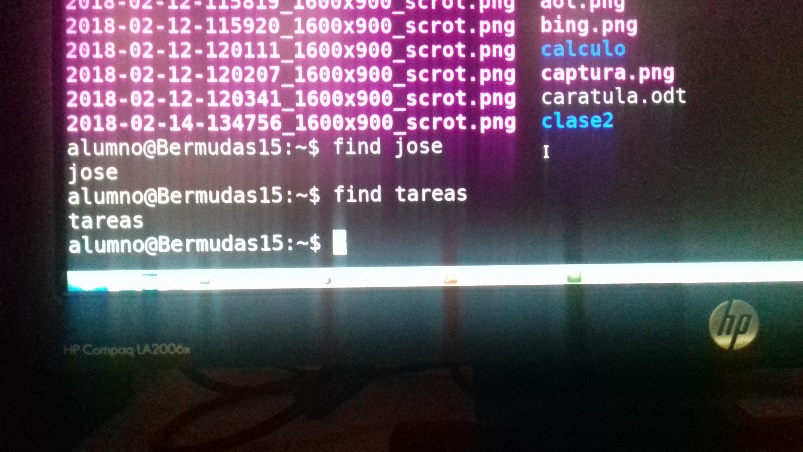 2018-02-12-115819_1600x900_scrot.png aol.png
2018-02-12-115920_1600x900_scrot.png bing.png
2018-02-12-120111_1600x900_scrot.png calculo
2018-02-12-120207_1600x900_scrot.png captura.png
2018-02-12-120341_1600x900_scrot.png caratula.odt
2018-02-14-134756_1600x900_scrot.png clase2
alumno@Bermudas15:~$ find jose
jose
alumno@Bermudas15:~$ find tareas
tareas
alumno@Bermudas15:~$
hp
HP Compaq LA2006x